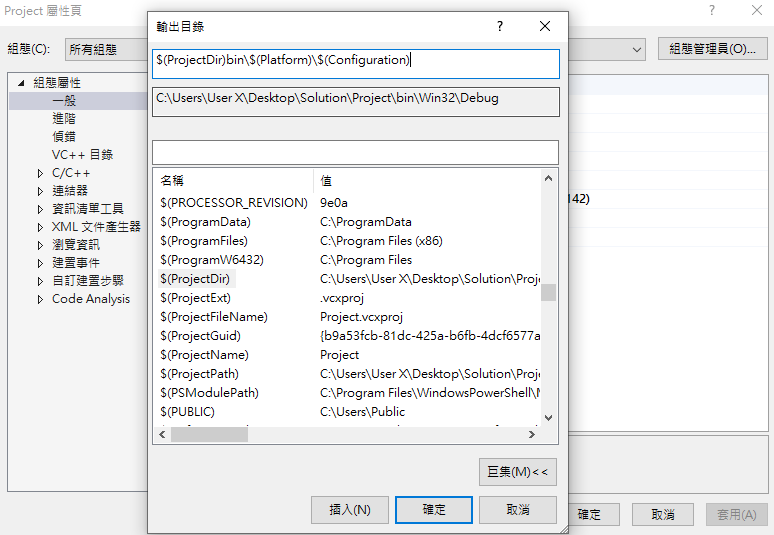 Project 屬性頁
?
組態(C):
所有組態
組態管理員(O)...
組態屬性
一般
進階
偵錯
VC++ 目錄
C/C++
連結器
資訊清單工具
XML 文件產生器
瀏覽資訊
建置事件
自訂建置步驟
Code Analysis
142)
輸出目錄
?
$(ProjectDir)bin\$(Platform)\$(Configuration)
C:\Users\User X\Desktop\Solution\Project\bin\Win32\Debug
名稱 值
$(PROCESSOR_REVISION) 9e0a
$(ProgramData) C:\ProgramData
$(ProgramFiles) C:\Program Files (x86)
$(ProgramW6432) C:\Program Files
$(ProjectDir) C:\Users\User X\Desktop\Solution\Proje
$(ProjectExt) .vcxproj
$(ProjectFileName) Project.vcxproj
$(ProjectGuid) {b9a53fcb-81dc-425a-b6fb-4dcf6577a
$(ProjectName) Project
$(ProjectPath) C:\Users\User X\Desktop\Solution\Proje
$(PSModulePath) C:\Program Files\WindowsPowerShell\M
$(PUBLIC) C:\Users\Public
巨集(M)<<
插入(N) 確定 取消
確定 取消 套用(A)